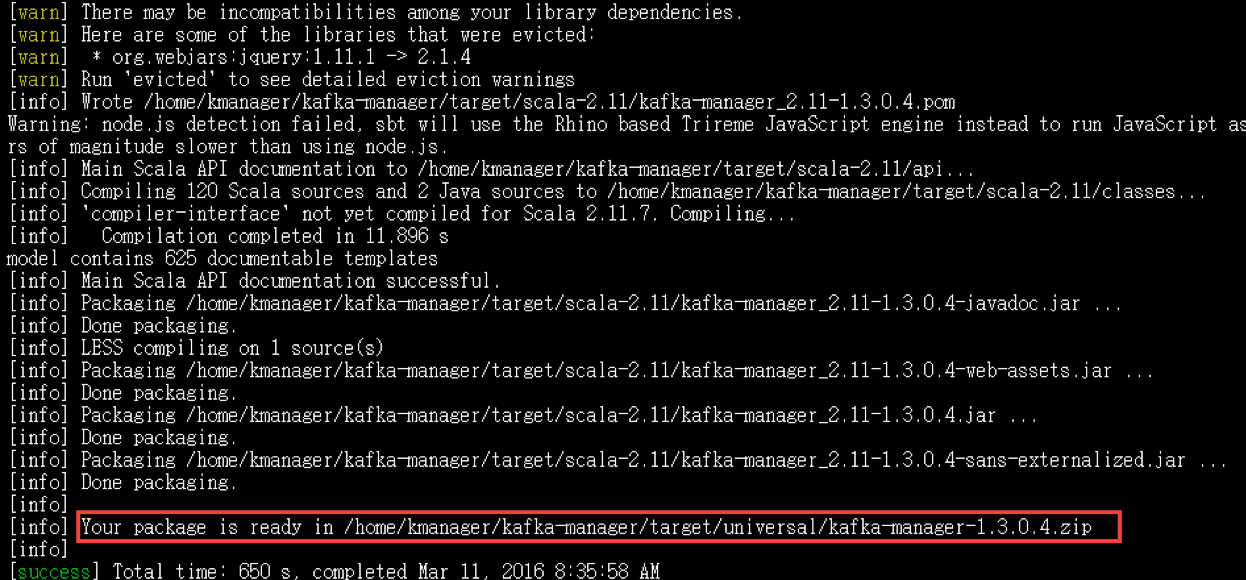 [warn] There may be incompatibilities among your library dependencies.
[warn] Here are some of the libraries that were evicted:
[warn]  * org.webjars:jquery:1.11.1 -> 2.1.4
[warn] Run 'evicted' to see detailed eviction warnings
[info] Wrote /home/kmanager/kafka-manager/target/scala-2.11/kafka-manager_2.11-1.3.0.4.pom
Warning: node.js detection failed, sbt will use the Rhino based Trireme JavaScript engine instead to run JavaScript as
rs of magnitude slower than using node.js.
[info] Main Scala API documentation to /home/kmanager/kafka-manager/target/scala-2.11/api...
[info] Compiling 120 Scala sources and 2 Java sources to /home/kmanager/kafka-manager/target/scala-2.11/classes...
[info] 'compiler-interface' not yet compiled for Scala 2.11.7. Compiling...
[info]   Compilation completed in 11.896 s
model contains 625 documentable templates
[info] Main Scala API documentation successful.
[info] Packaging /home/kmanager/kafka-manager/target/scala-2.11/kafka-manager_2.11-1.3.0.4-javadoc.jar ...
[info] Done packaging.
[info] LESS compiling on 1 source(s)
[info] Packaging /home/kmanager/kafka-manager/target/scala-2.11/kafka-manager_2.11-1.3.0.4-web-assets.jar ...
[info] Done packaging.
[info] Packaging /home/kmanager/kafka-manager/target/scala-2.11/kafka-manager_2.11-1.3.0.4.jar ...
[info] Done packaging.
[info] Packaging /home/kmanager/kafka-manager/target/scala-2.11/kafka-manager_2.11-1.3.0.4-sans-externalized.jar ...
[info] Done packaging.
[info]
[info] Your package is ready in /home/kmanager/kafka-manager/target/universal/kafka-manager-1.3.0.4.zip
[info]
[success] Total time: 650 s, completed Mar 11, 2016 8:35:58 AM